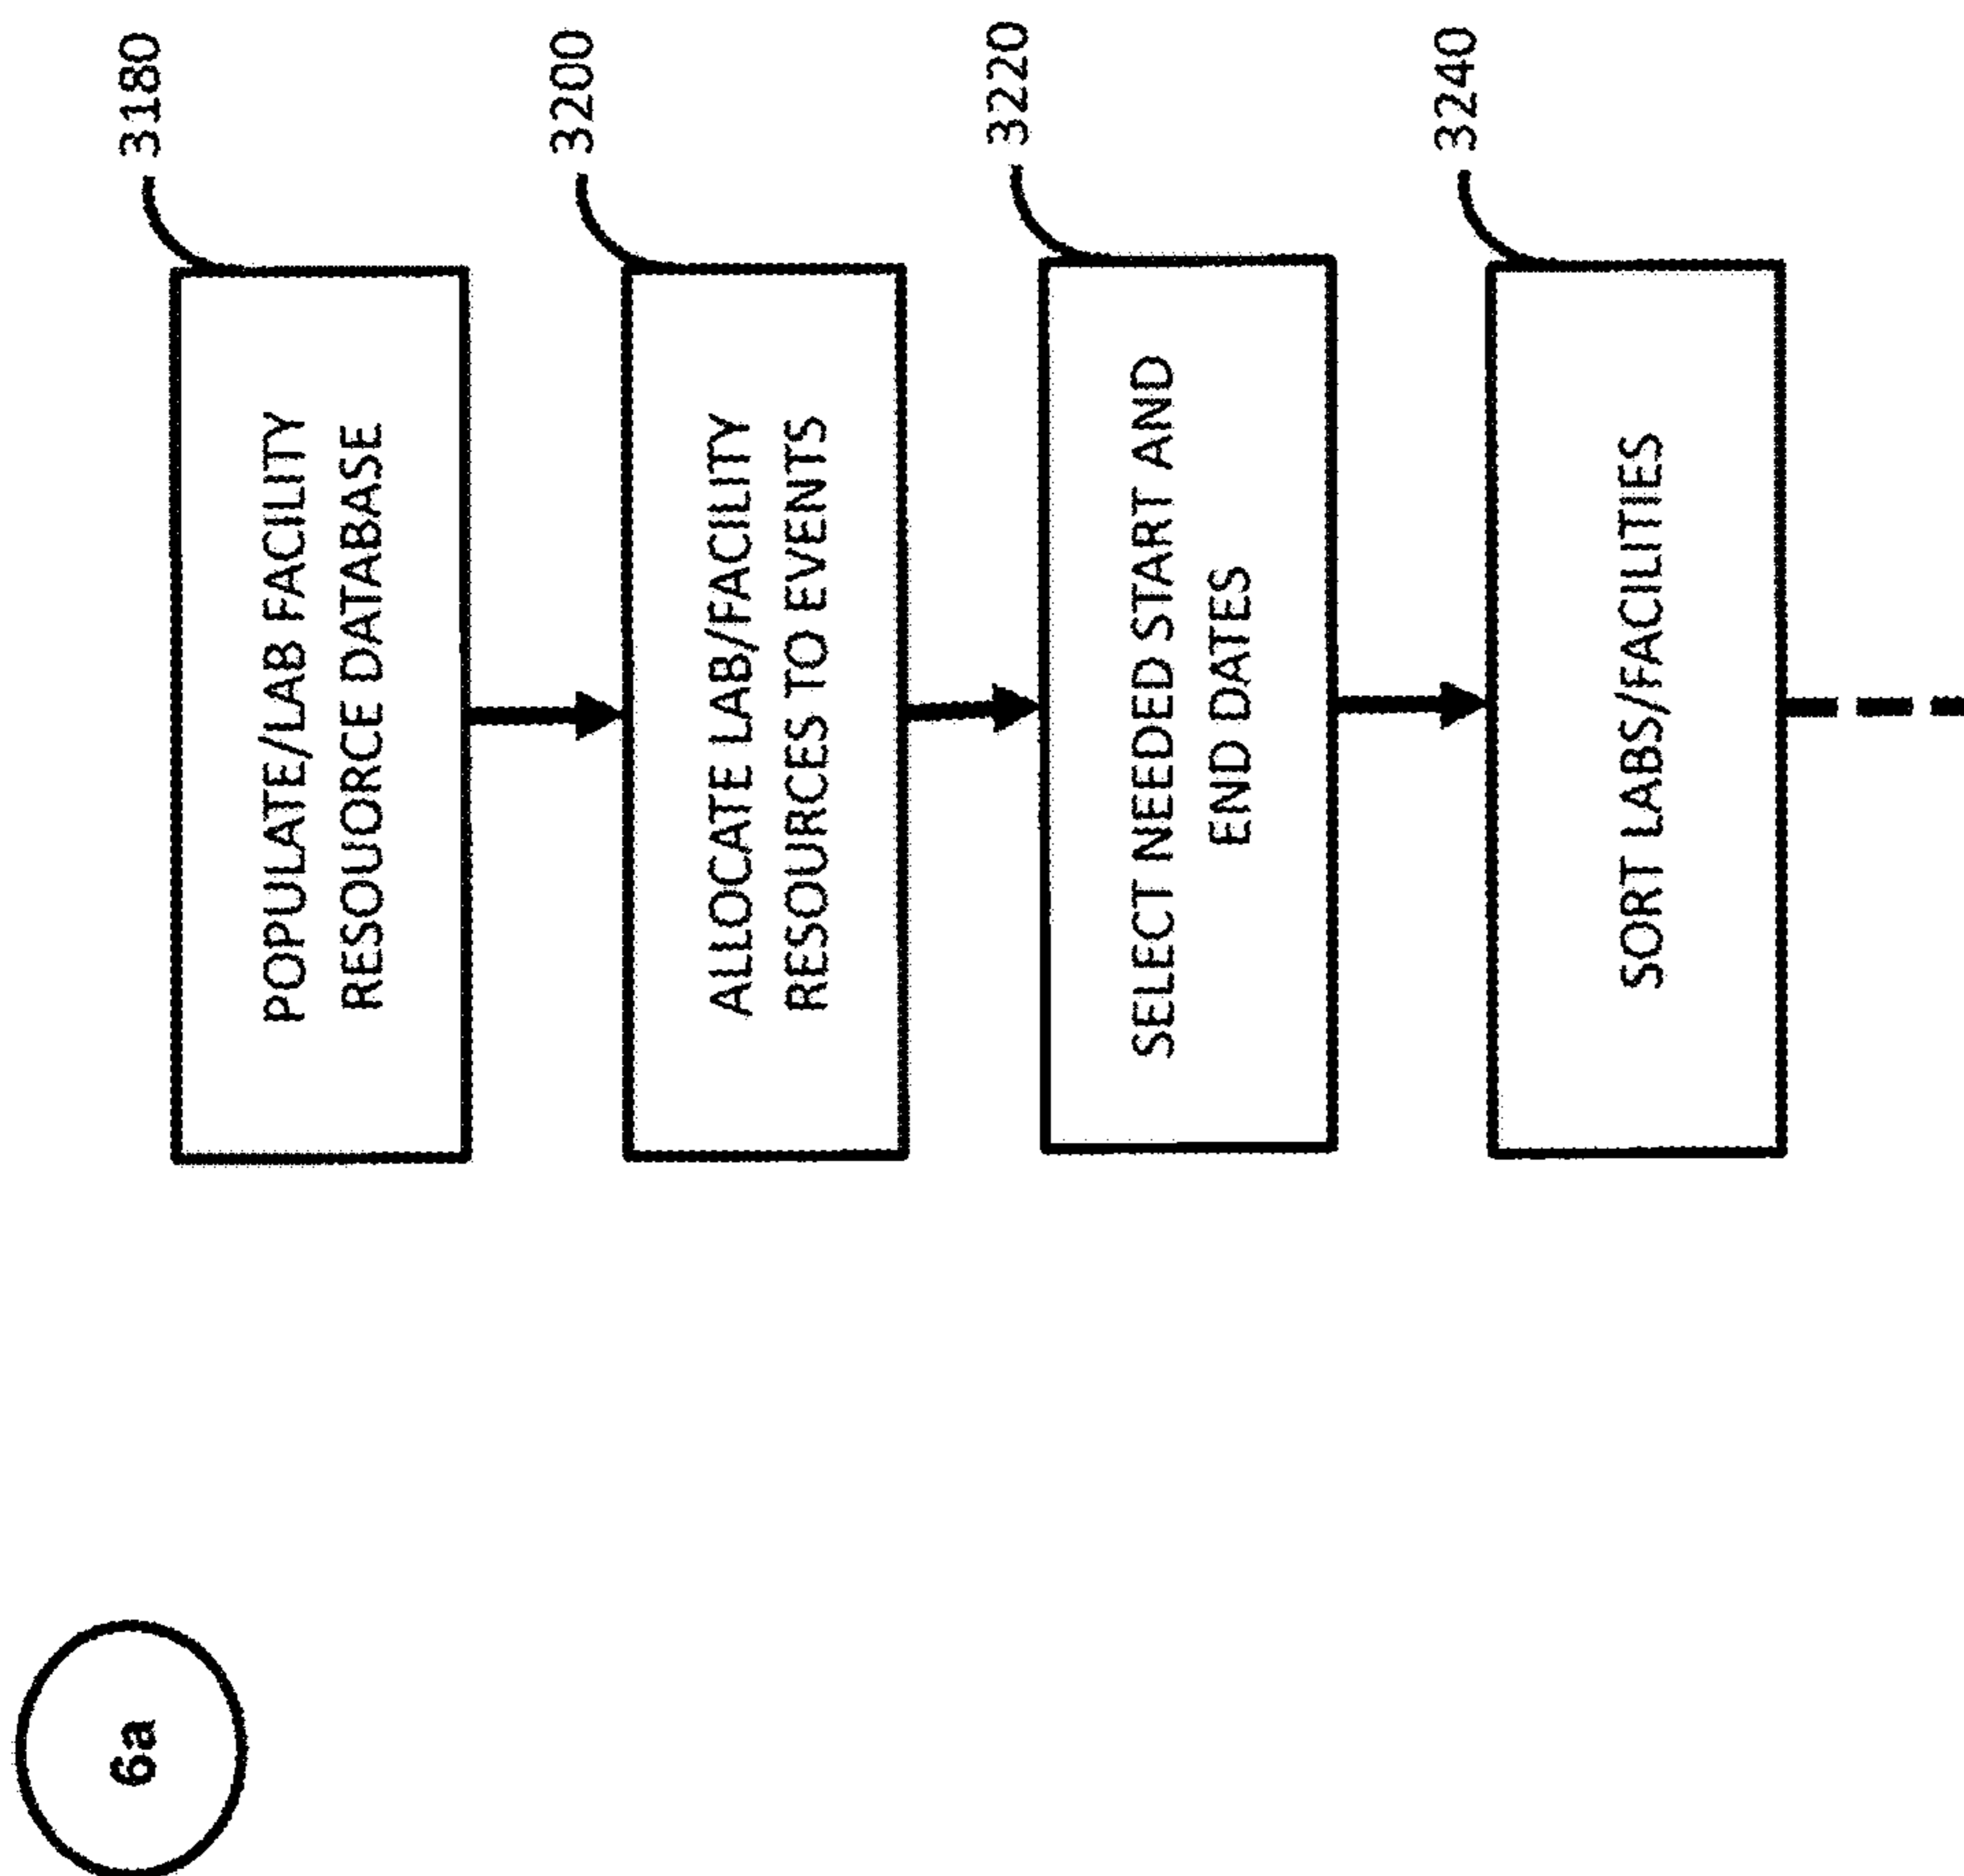 6a
3180
POPULATE/LAB FACILITY
RESOUORCE DATABASE
3200
ALLOCATE LAB/FACILITY
RESOURCES TO EVENTS
3220
SELECT NEEDED START AND
END DATES
3240
SORT LABS/FACILITIES